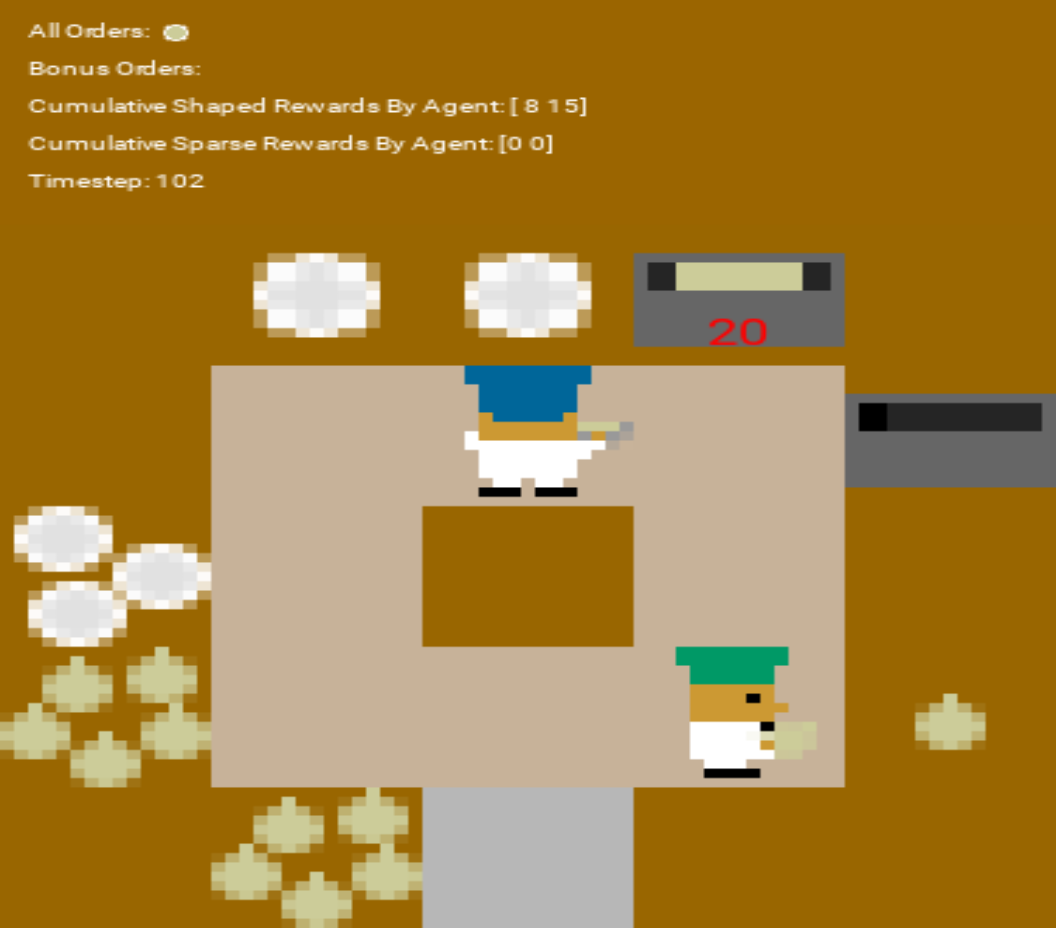 All Orders:
Bonus Orders:
Cumulative Shaped Rewards By Agent: [ 8 15]
Cumulative Sparse Rewards By Agent: [0 0]
Timestep: 102
20